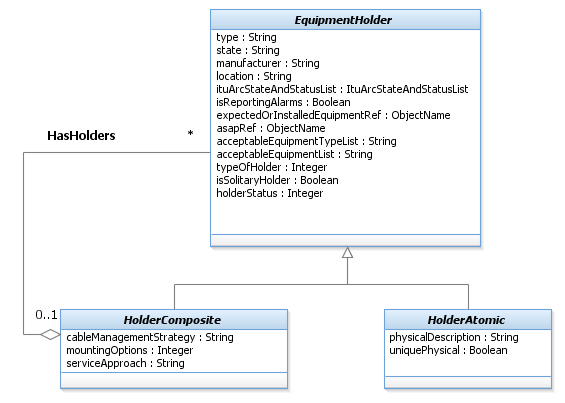 EquipmentHolder
type : String
state : String
manufacturer : String
location : String
ituArcStateAndStatusList : ItuArcStateAndStatusList
isReportingAlarms : Boolean
expectedOrInstalledEquipmentRef : ObjectName
asapRef : ObjectName
acceptableEquipmentTypeList : String
acceptableEquipmentList : String
typeOfHolder : Integer
isSolitaryHolder : Boolean
holderStatus : Integer
HasHolders *
0..1
HolderComposite
cableManagementStrategy : String
mountingOptions : Integer
serviceApproach : String
HolderAtomic
physicalDescription : String
uniquePhysical : Boolean